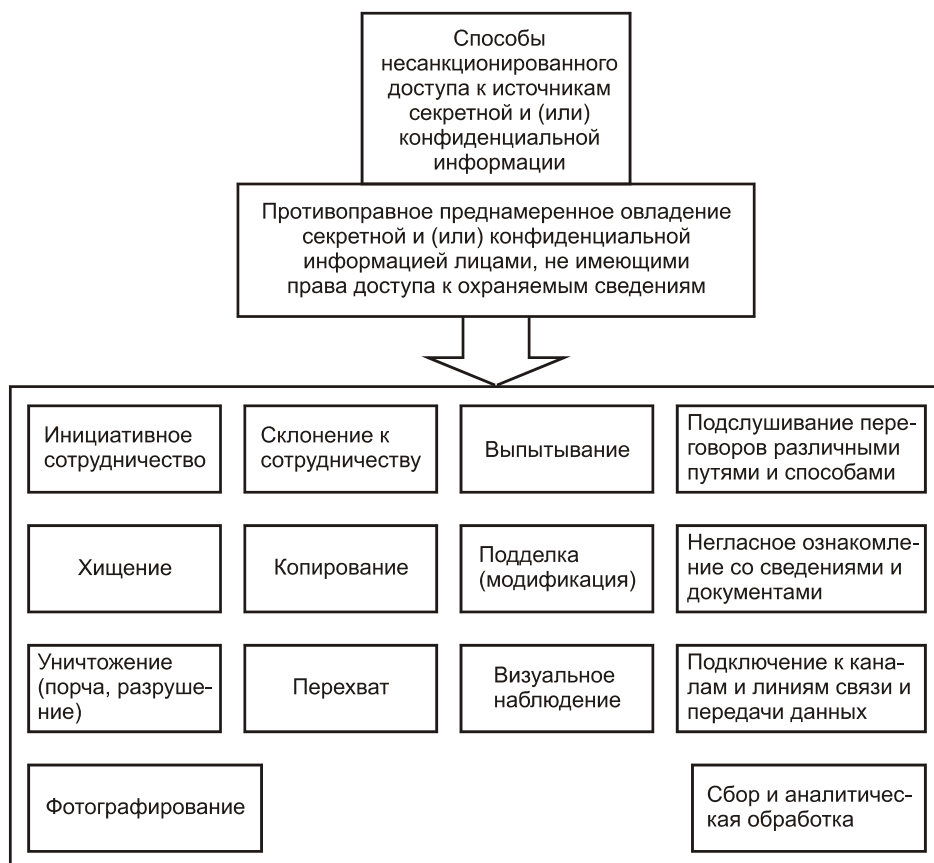 Способы
несанкционированного
доступа к источникам
секретной и (или)
конфиденциальной
информации
Противоправное преднамеренное овладение
секретной и (или) конфиденциальной
информацией лицами, не имеющими
права доступа к охраняемым сведениям
Инициативное
сотрудничество
Склонение к
сотрудничеству
Выпытывание
Подслушивание пере-
говоров различными
путями и способами
Хищение
Копирование
Подделка
(модификация)
Негласное ознакомле-
ние со сведениями и
документами
Уничтожение
(порча, разруше-
ние)
Перехват
Визуальное
наблюдение
Подключение к кана-
лам и линиям связи и
передачи данных
Фотографирование
Сбор и аналитичес-
кая обработка